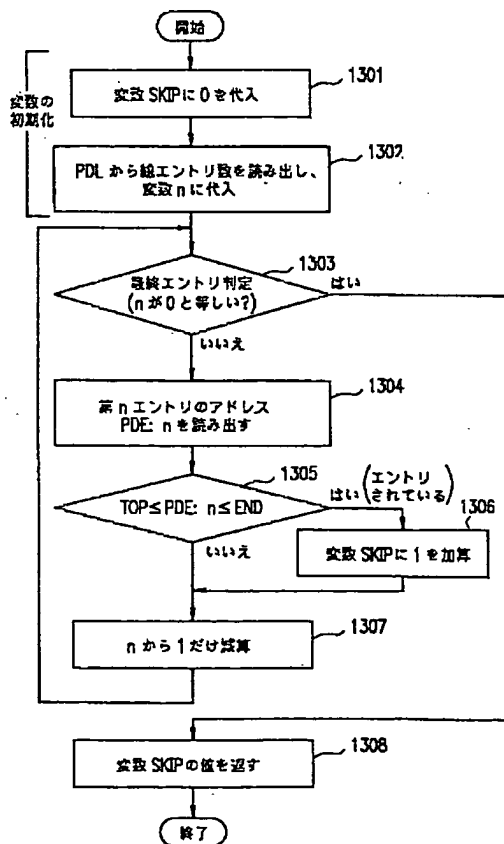 開始
変数の
初期化
1301
変数 SKIPに 0 を代入
1302
PDL から総エントリ数を読み出し、
変数 n に代入
1303
最終エントリ判定
(n が 0 と等しい?)
はい
いいえ
1304
第 n エントリのアドレス
PDE: n を読み出す
1305
TOP≤PDE: n≤END
はい
(エントリ
されている)
いいえ
1306
変数 SKIP に 1 を加算
1307
n から 1 だけ減算
1308
変数 SKIP の値を返す
終了